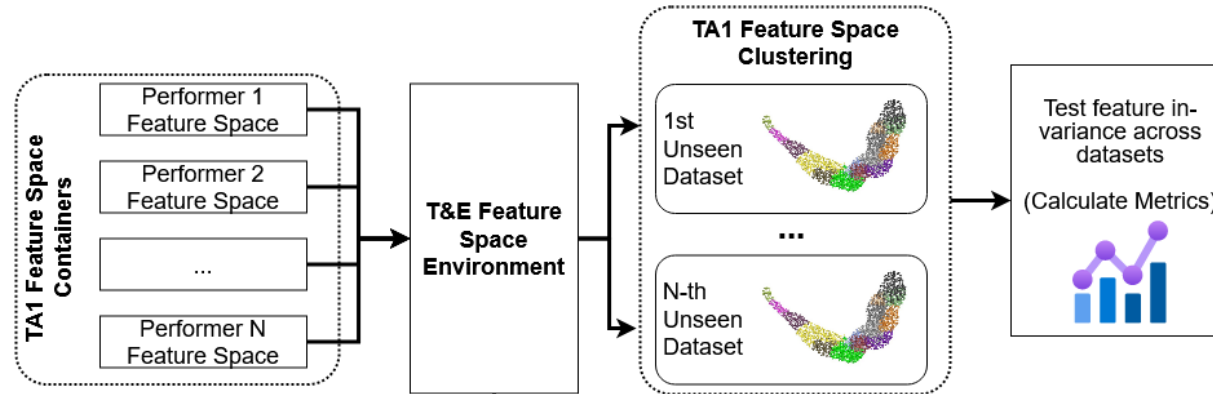 TA1 Feature Space
Containers
Performer 1
Feature Space
Performer 2
Feature Space
...
Performer N
Feature Space
T&E Feature
Space
Environment
TA1 Feature Space
Clustering
1st
Unseen
Dataset
...
N-th
Unseen
Dataset
Test feature in-
variance across
datasets
(Calculate Metrics)